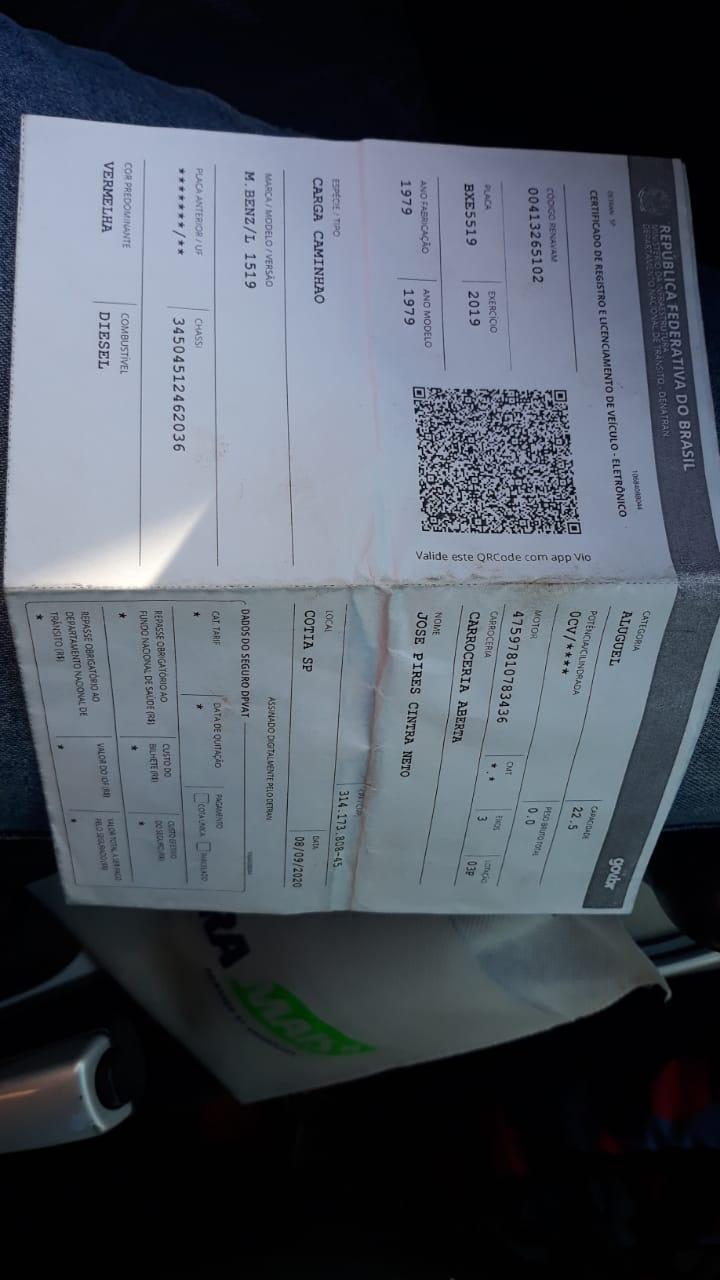 REPÚBLICA FEDERATIVA DO BRASIL
MINISTÉRIO DA INFRAESTRUTURA
DEPARTAMENTO NACIONAL DE TRÂNSITO - DENATRAN
DETRAN SP
CERTIFICADO DE REGISTRO E LICENCIAMENTO DE VEÍCULO - ELETRÔNICO
CÓDIGO RENAVAM
00413265102
PLACA
BXE5519
EXERCÍCIO
2019
ANO FABRICAÇÃO
1979
ANO MODELO
1979
Valide este QRCode com app Vio
ESPÉCIE / TIPO
CARGA CAMINHAO
MARCA / MODELO / VERSÃO
M.BENZ/L 1519
PLACA ANTERIOR / UF
*******/**
CHASSI
34504512462036
COR PREDOMINANTE
VERMELHA
COMBUSTÍVEL
DIESEL
gov.br
CATEGORIA
ALUGUEL
CAPACIDADE
22.5
POTÊNCIA/CILINDRADA
0CV/****
PESO BRUTO TOTAL
0.0
MOTOR
47597810783436
CMT
*.*
EIXOS
3
LOTAÇÃO
03P
CARROCERIA
CARROCERIA ABERTA
NOME
JOSE PIRES CINTRA NETO
CPF/CNPJ
314.173.808-45
LOCAL
COTIA SP
DATA
08/09/2020
ASSINADO DIGITALMENTE PELO DETRAN
DADOS DO SEGURO DPVAT
CAT. TARIF
*
DATA DE QUITAÇÃO
*
PAGAMENTO
COTA ÚNICA
PARCELADO
REPASSE OBRIGATÓRIO AO
FUNDO NACIONAL DE SAÚDE (R$)
*
CUSTO DO
BILHETE (R$)
*
CUSTO EFETIVO
DO SEGURO (R$)
*
REPASSE OBRIGATÓRIO AO
DEPARTAMENTO NACIONAL DE
TRÂNSITO (R$)
*
VALOR DO IOF (R$)
*
VALOR TOTAL A SER PAGO
PELO SEGURADO (R$)
*